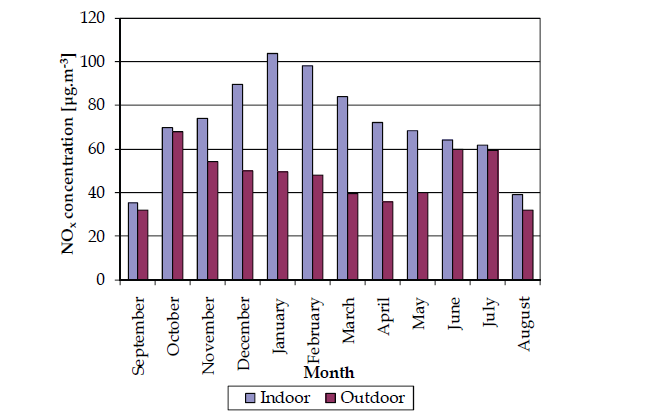 120
100
80
60
40
20
0
NOx concentration [µg.m-3]
September
October
November
December
January
February
March
April
May
June
July
August
Month
Indoor
Outdoor